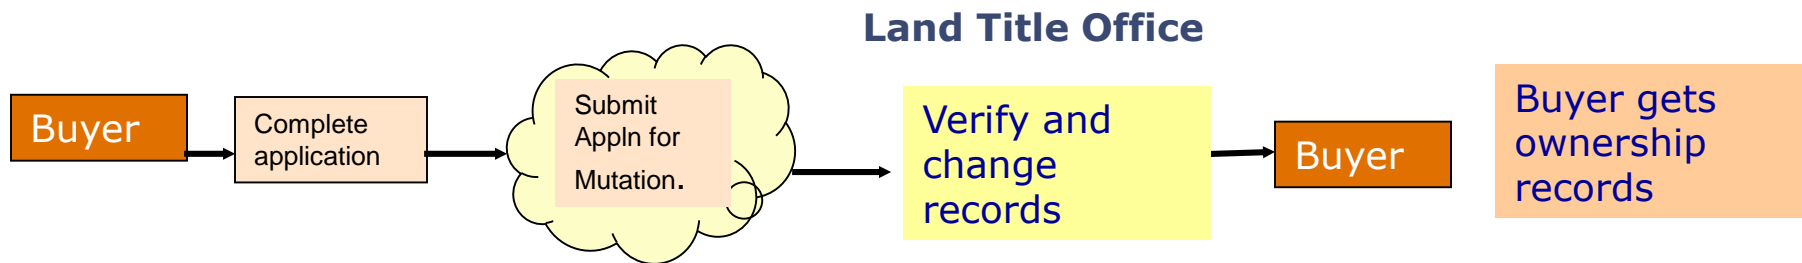 Land Title Office
Buyer
Complete
application
Submit
Appln for
Mutation.
Verify and
change
records
Buyer
Buyer gets
ownership
records